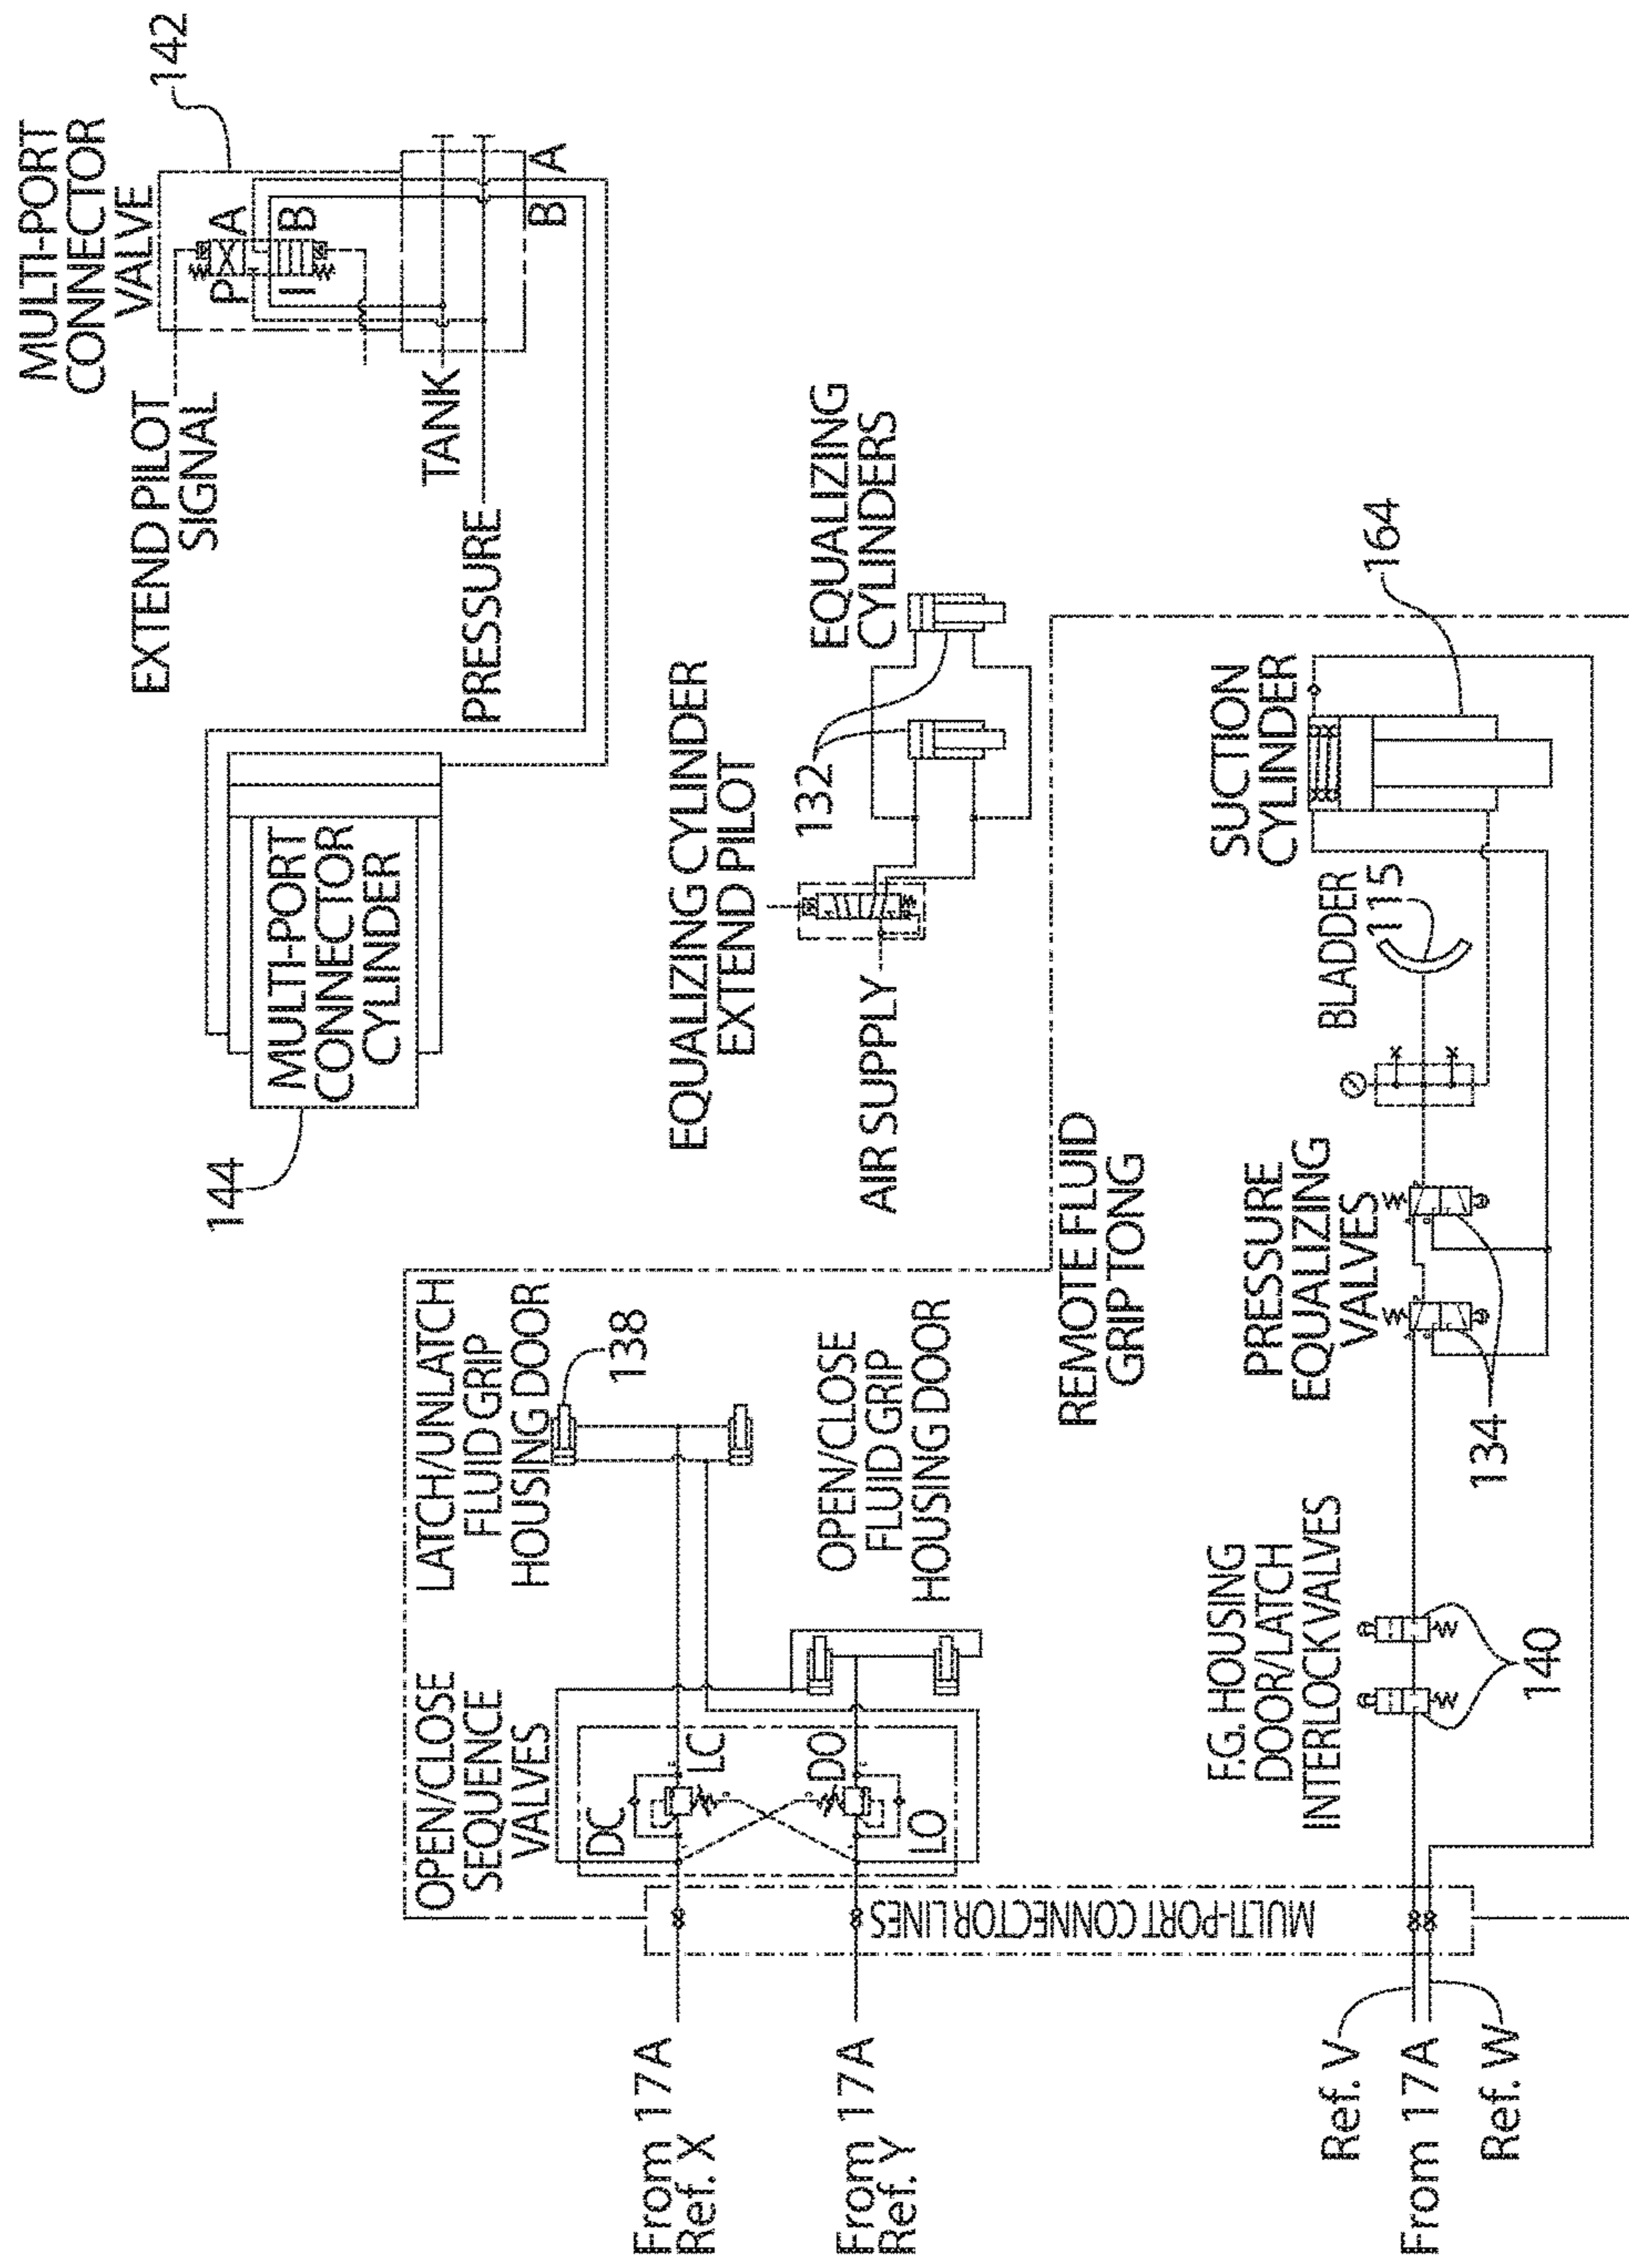 MULTI-PORT
CONNECTOR
VALVE
142
EXTEND PILOT
SIGNAL
P A
T B
TANK
PRESSURE
B A
144
MULTI-PORT
CONNECTOR
CYLINDER
EQUALIZING CYLINDER
EXTEND PILOT
EQUALIZING
CYLINDERS
132
AIR SUPPLY
LATCH/UNLATCH
FLUID GRIP
HOUSING DOOR
138
OPEN/CLOSE
SEQUENCE
VALVES
DC
LC
DO
LO
OPEN/CLOSE
FLUID GRIP
HOUSING DOOR
REMOTE FLUID
GRIP TONG
From 17A
Ref. X
From 17A
Ref. Y
MULTI-PORT CONNECTOR LINES
F.G. HOUSING
DOOR/LATCH
INTERLOCK VALVES
140
PRESSURE
EQUALIZING
VALVES
134
BLADDER
115
SUCTION
CYLINDER
164
Ref. V
From 17A
Ref. W